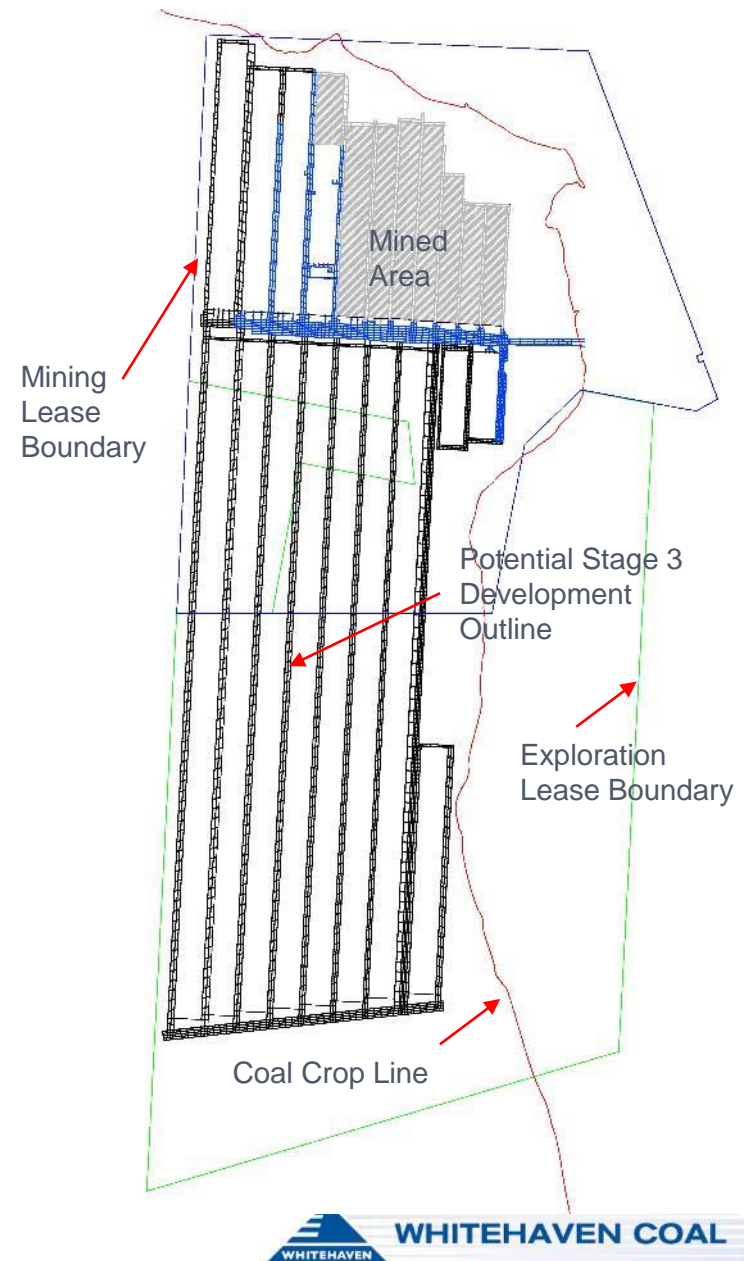 Mined
Area
Mining
Lease
Boundary
Potential Stage 3
Development
Outline
Exploration
Lease Boundary
Coal Crop Line
WHITEHAVEN COAL
WHITEHAVEN